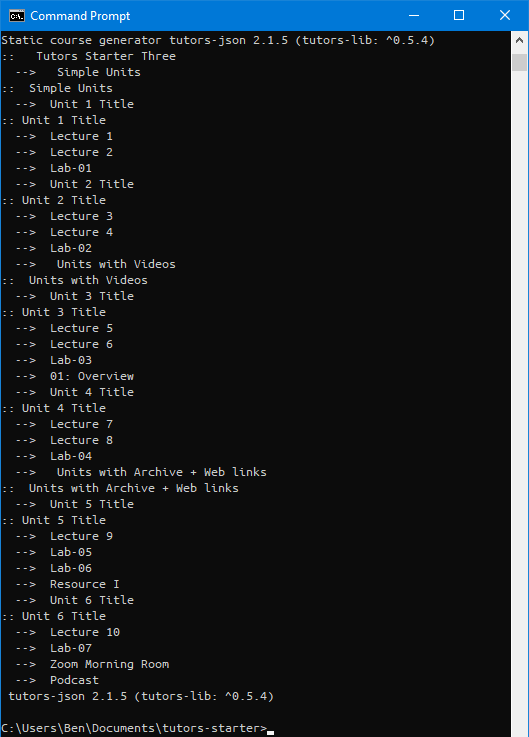 Command Prompt
Static course generator tutors-json 2.1.5 (tutors-lib: ^0.5.4)
::   Tutors Starter Three
  -->   Simple Units
::  Simple Units
  -->  Unit 1 Title
:: Unit 1 Title
  -->  Lecture 1
  -->  Lecture 2
  -->  Lab-01
  -->  Unit 2 Title
:: Unit 2 Title
  -->  Lecture 3
  -->  Lecture 4
  -->  Lab-02
  -->   Units with Videos
::  Units with Videos
  -->  Unit 3 Title
:: Unit 3 Title
  -->  Lecture 5
  -->  Lecture 6
  -->  Lab-03
  -->  01: Overview
  -->  Unit 4 Title
:: Unit 4 Title
  -->  Lecture 7
  -->  Lecture 8
  -->  Lab-04
  -->   Units with Archive + Web links
::  Units with Archive + Web links
  -->  Unit 5 Title
:: Unit 5 Title
  -->  Lecture 9
  -->  Lab-05
  -->  Lab-06
  -->  Resource I
  -->  Unit 6 Title
:: Unit 6 Title
  -->  Lecture 10
  -->  Lab-07
  -->  Zoom Morning Room
  -->  Podcast
 tutors-json 2.1.5 (tutors-lib: ^0.5.4)
C:\Users\Ben\Documents\tutors-starter>